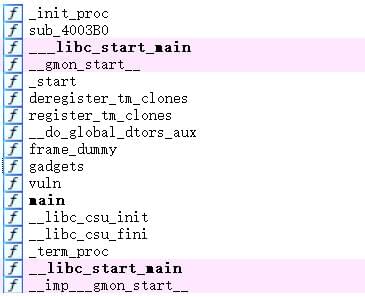 f _init_proc
f sub_4003B0
f ___libc_start_main
f __gmon_start__
f _start
f deregister_tm_clones
f register_tm_clones
f __do_global_dtors_aux
f frame_dummy
f gadgets
f vuln
f main
f __libc_csu_init
f __libc_csu_fini
f _term_proc
f __libc_start_main
f __imp___gmon_start__